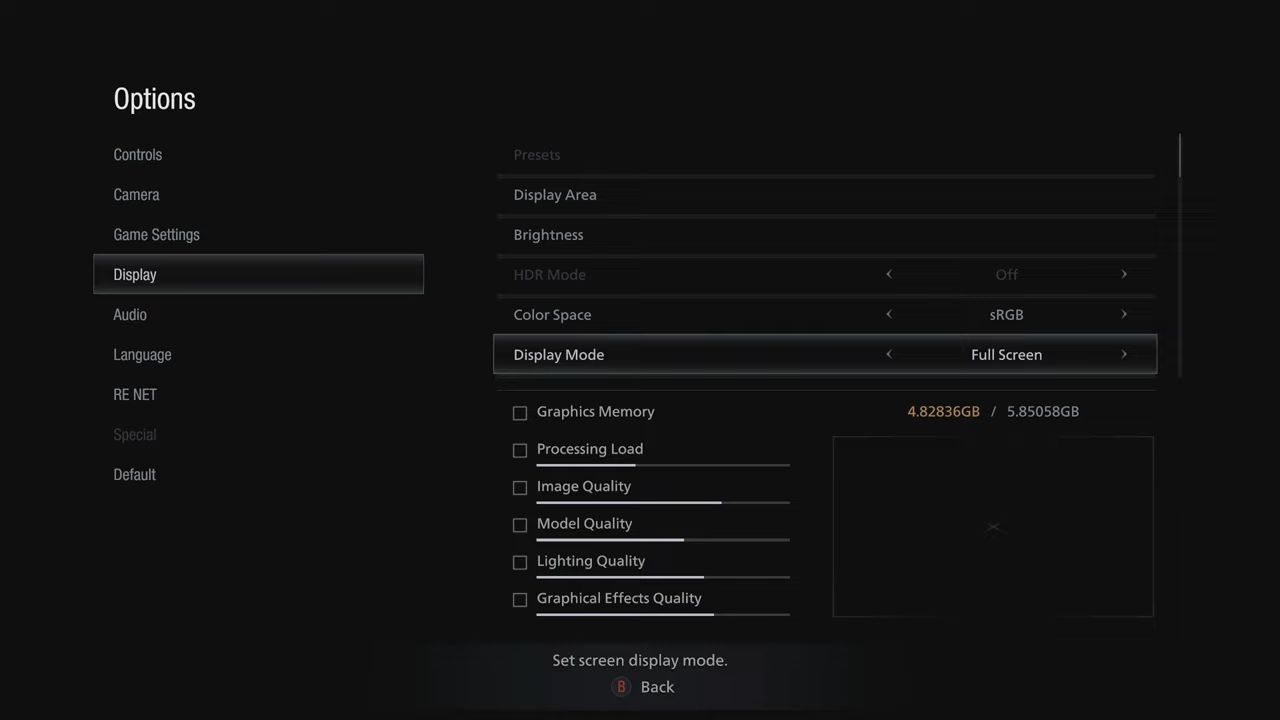 Options
Controls
Camera
Game Settings
Display
Audio
Language
RE NET
Special
Default
Presets
Display Area
Brightness
HDR Mode < Off >
Color Space < sRGB >
Display Mode < Full Screen >
Graphics Memory 4.82836GB / 5.85058GB
Processing Load
Image Quality
Model Quality
Lighting Quality
Graphical Effects Quality
Set screen display mode.
B Back